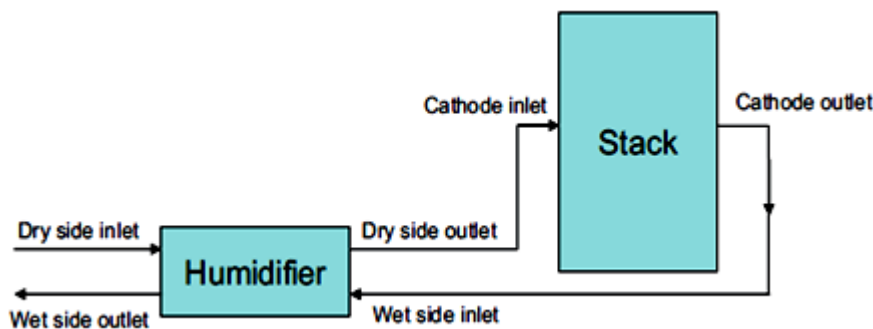 Cathode inlet
Stack
Cathode outlet
Dry side inlet
Humidifier
Dry side outlet
Wet side outlet
Wet side inlet